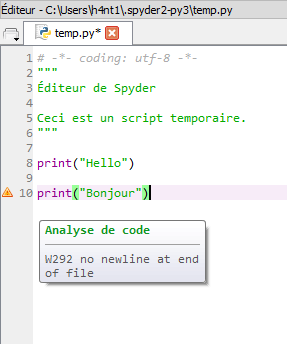 Éditeur - C:\Users\h4nt1\.spyder2-py3\temp.py
temp.py*
1 # -*- coding: utf-8 -*-
2 """
3 Éditeur de Spyder
4
5 Ceci est un script temporaire.
6 """
7
8 print("Hello")
9
10 print("Bonjour")
Analyse de code
W292 no newline at end
of file